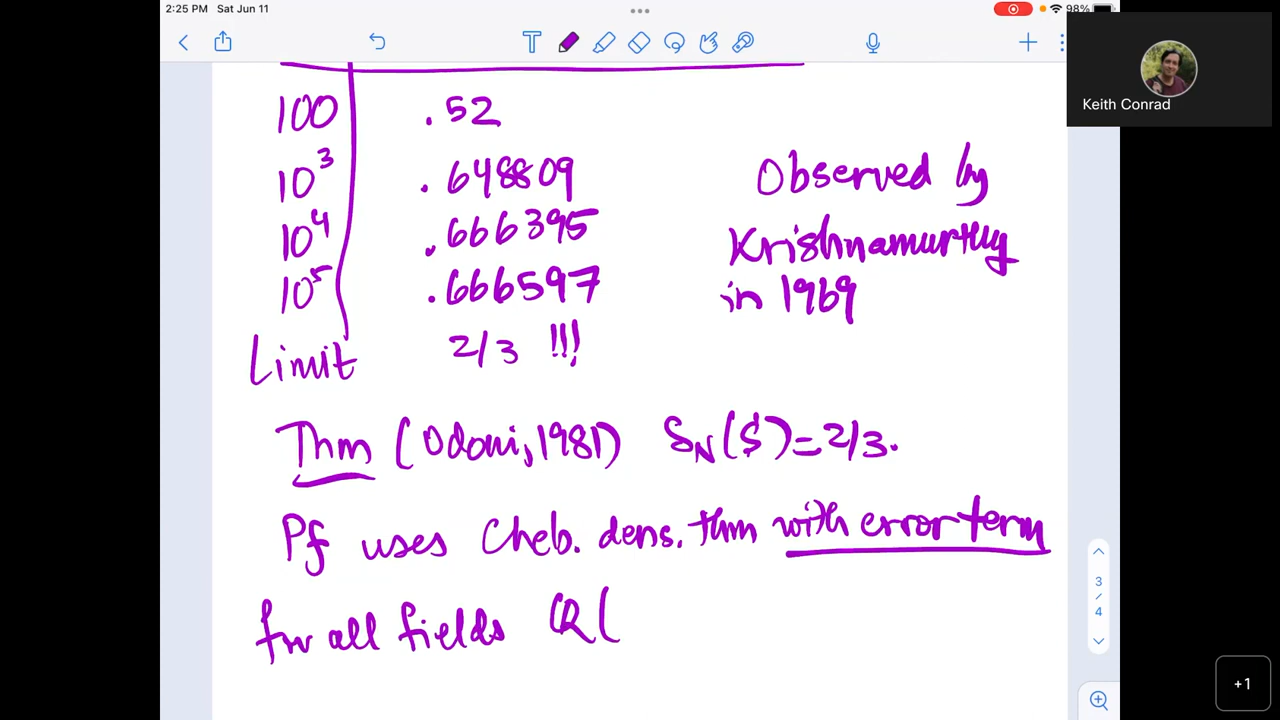 2:25 PM Sat Jun 11
98%
T
Keith Conrad
100 .52
10^3 .648809
10^4 .666395
10^5 .666597
Limit 2/3 !!!
Observed by
Krishnamurthy
in 1969
Thm (Odoni, 1981) δ_N($)=2/3.
Pf uses Cheb. dens. thm with error term
for all fields Q(
3
/
4
+1